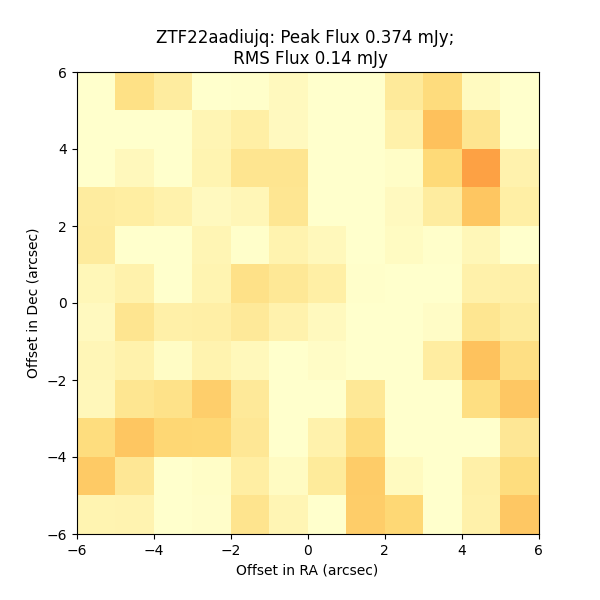 ZTF22aadiujq: Peak Flux 0.374 mJy;
RMS Flux 0.14 mJy
6
4
2
0
−2
−4
−6
Offset in Dec (arcsec)
−6 −4 −2 0 2 4 6
Offset in RA (arcsec)